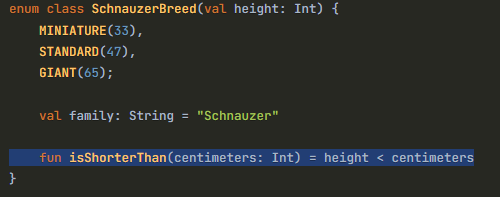 enum class SchnauzerBreed(val height: Int) {
    MINIATURE(33),
    STANDARD(47),
    GIANT(65);

    val family: String = "Schnauzer"

    fun isShorterThan(centimeters: Int) = height < centimeters
}